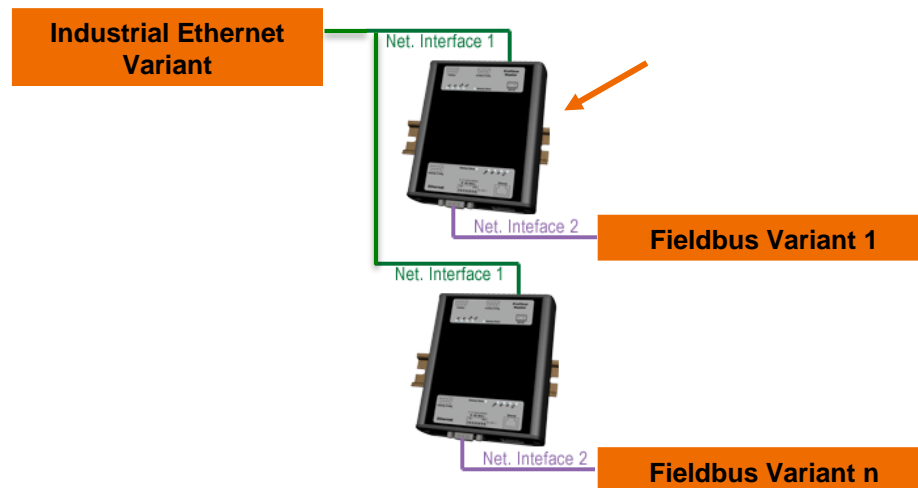 Industrial Ethernet
Variant
Net. Interface 1
Net. Inteface 2
Fieldbus Variant 1
Net. Interface 1
Net. Inteface 2
Fieldbus Variant n